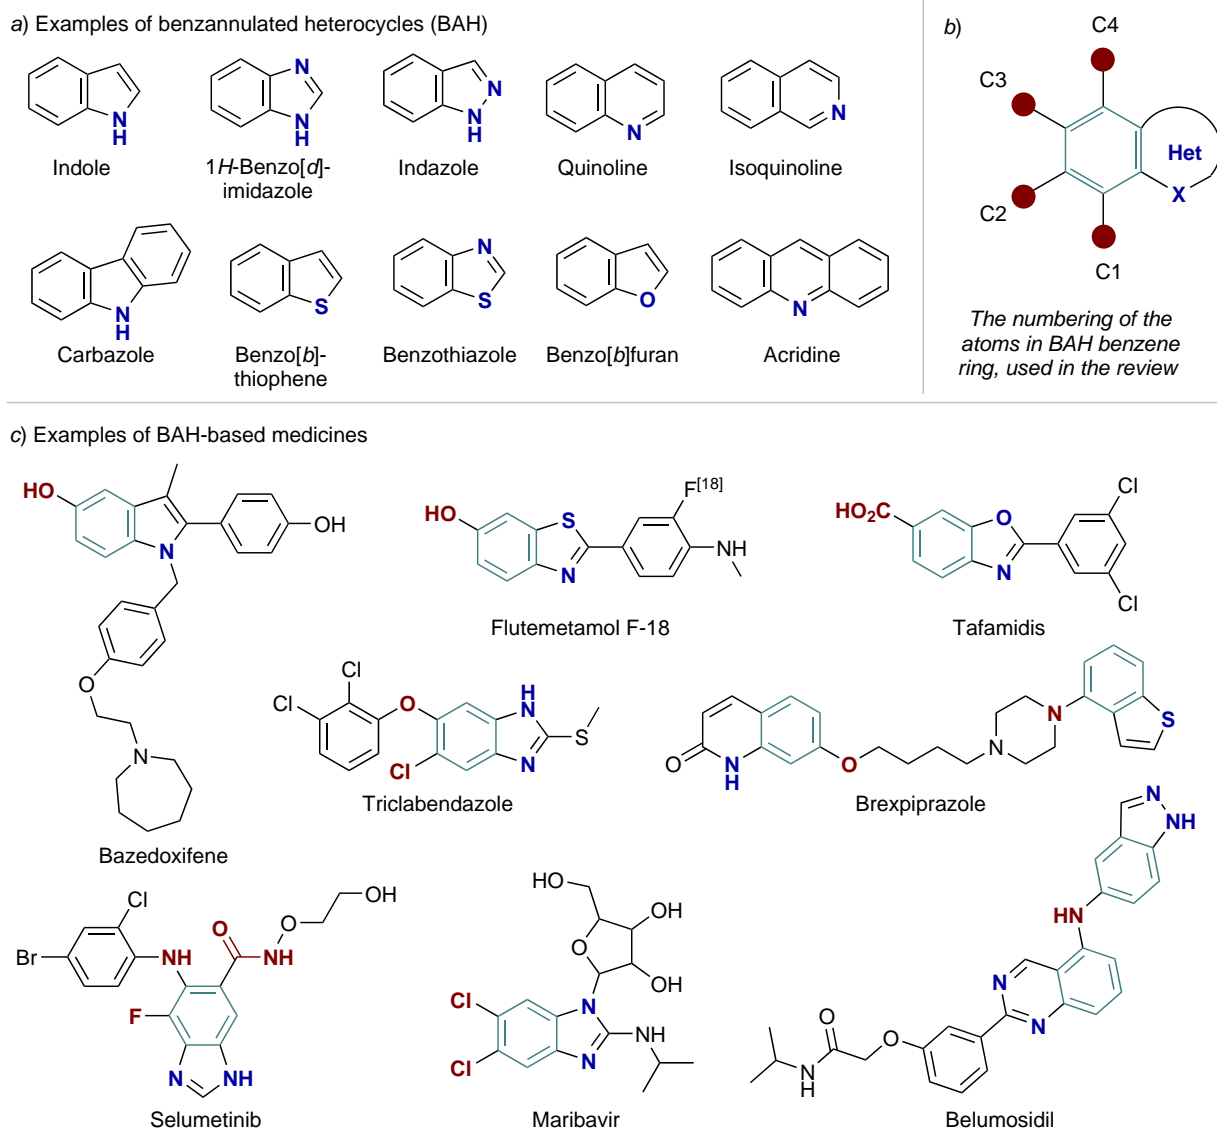 a) Examples of benzannulated heterocycles (BAH)
N
H
Indole
N
N
H
1H-Benzo[d]-
imidazole
N
N
H
Indazole
N
Quinoline
N
Isoquinoline
N
H
Carbazole
S
Benzo[b]-
thiophene
N
S
Benzothiazole
O
Benzo[b]furan
N
Acridine
b)
C4
C3
Het
X
C2
C1
The numbering of the
atoms in BAH benzene
ring, used in the review
c) Examples of BAH-based medicines
HO
OH
N
O
N
Bazedoxifene
F[18]
HO
S
N
NH
Flutemetamol F-18
Cl
HO2C
O
N
Cl
Tafamidis
Cl
Cl
O
H
N
S
N
Cl
Triclabendazole
S
N
N
O
N
H
O
Brexpiprazole
OH
Cl
O
O
Br
NH
NH
F
N
NH
Selumetinib
HO
OH
O
OH
Cl
N
NH
Cl
N
Maribavir
N
NH
HN
N
N
O
O
N
H
Belumosidil